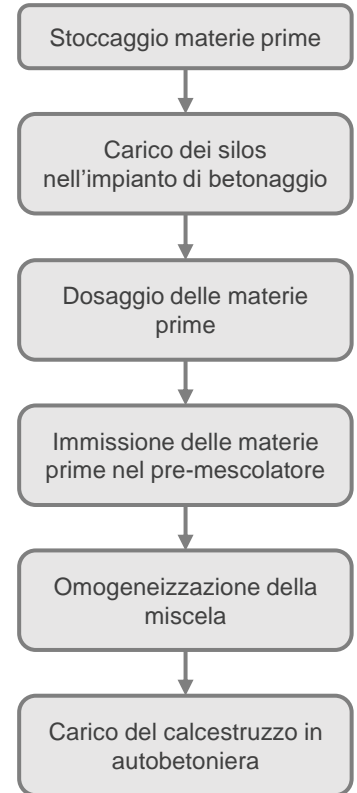 Stoccaggio materie prime
Carico dei silos
nell'impianto di betonaggio
Dosaggio delle materie
prime
Immissione delle materie
prime nel pre-mescolatore
Omogeneizzazione della
miscela
Carico del calcestruzzo in
autobetoniera